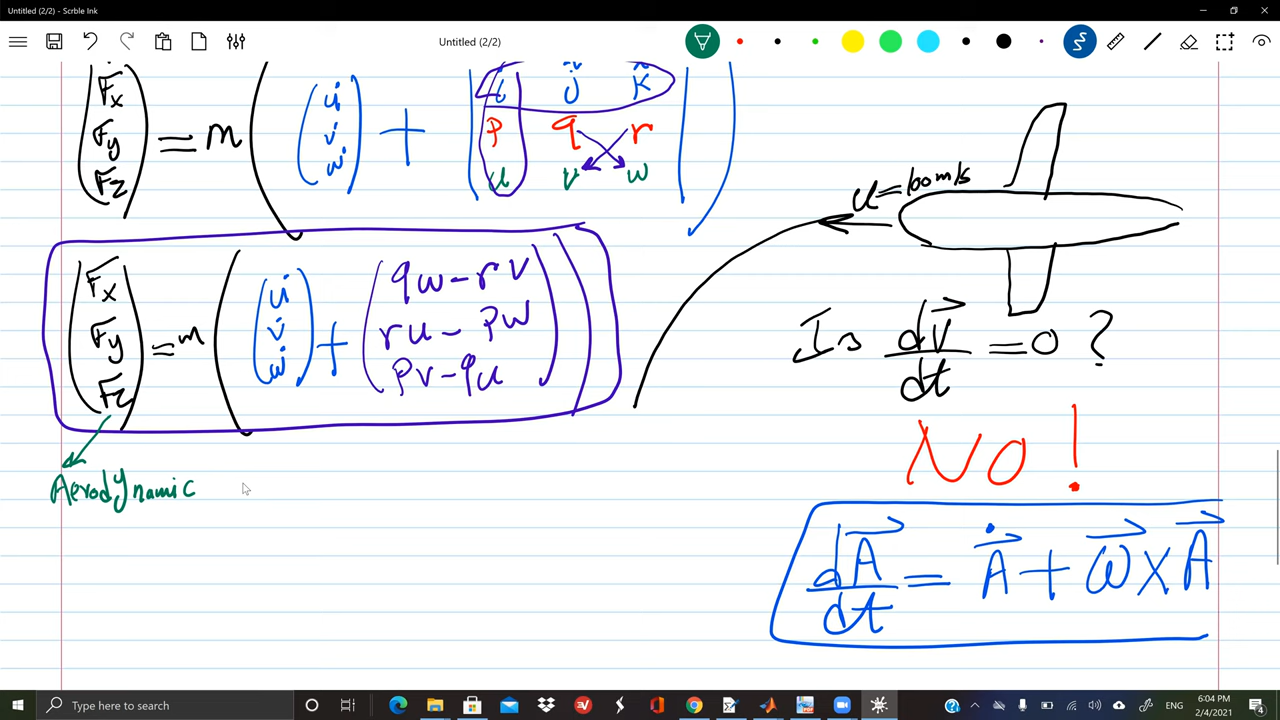 Untitled (2/2) - Scrble Ink
Untitled (2/2)
Fx
Fy
Fz
= m
u̇
v̇
ẇ
+
î ĵ k̂
p q r
u v w
u = 100 m/s
Fx
Fy
Fz
= m
u̇
v̇
ẇ
+
qw - rv
ru - pw
pv - qu
Aerodynamic
Is dV⃗/dt = 0 ?
NO !
dA⃗/dt = Ȧ⃗ + ω⃗ × A⃗
Type here to search
6:04 PM
2/4/2021
4